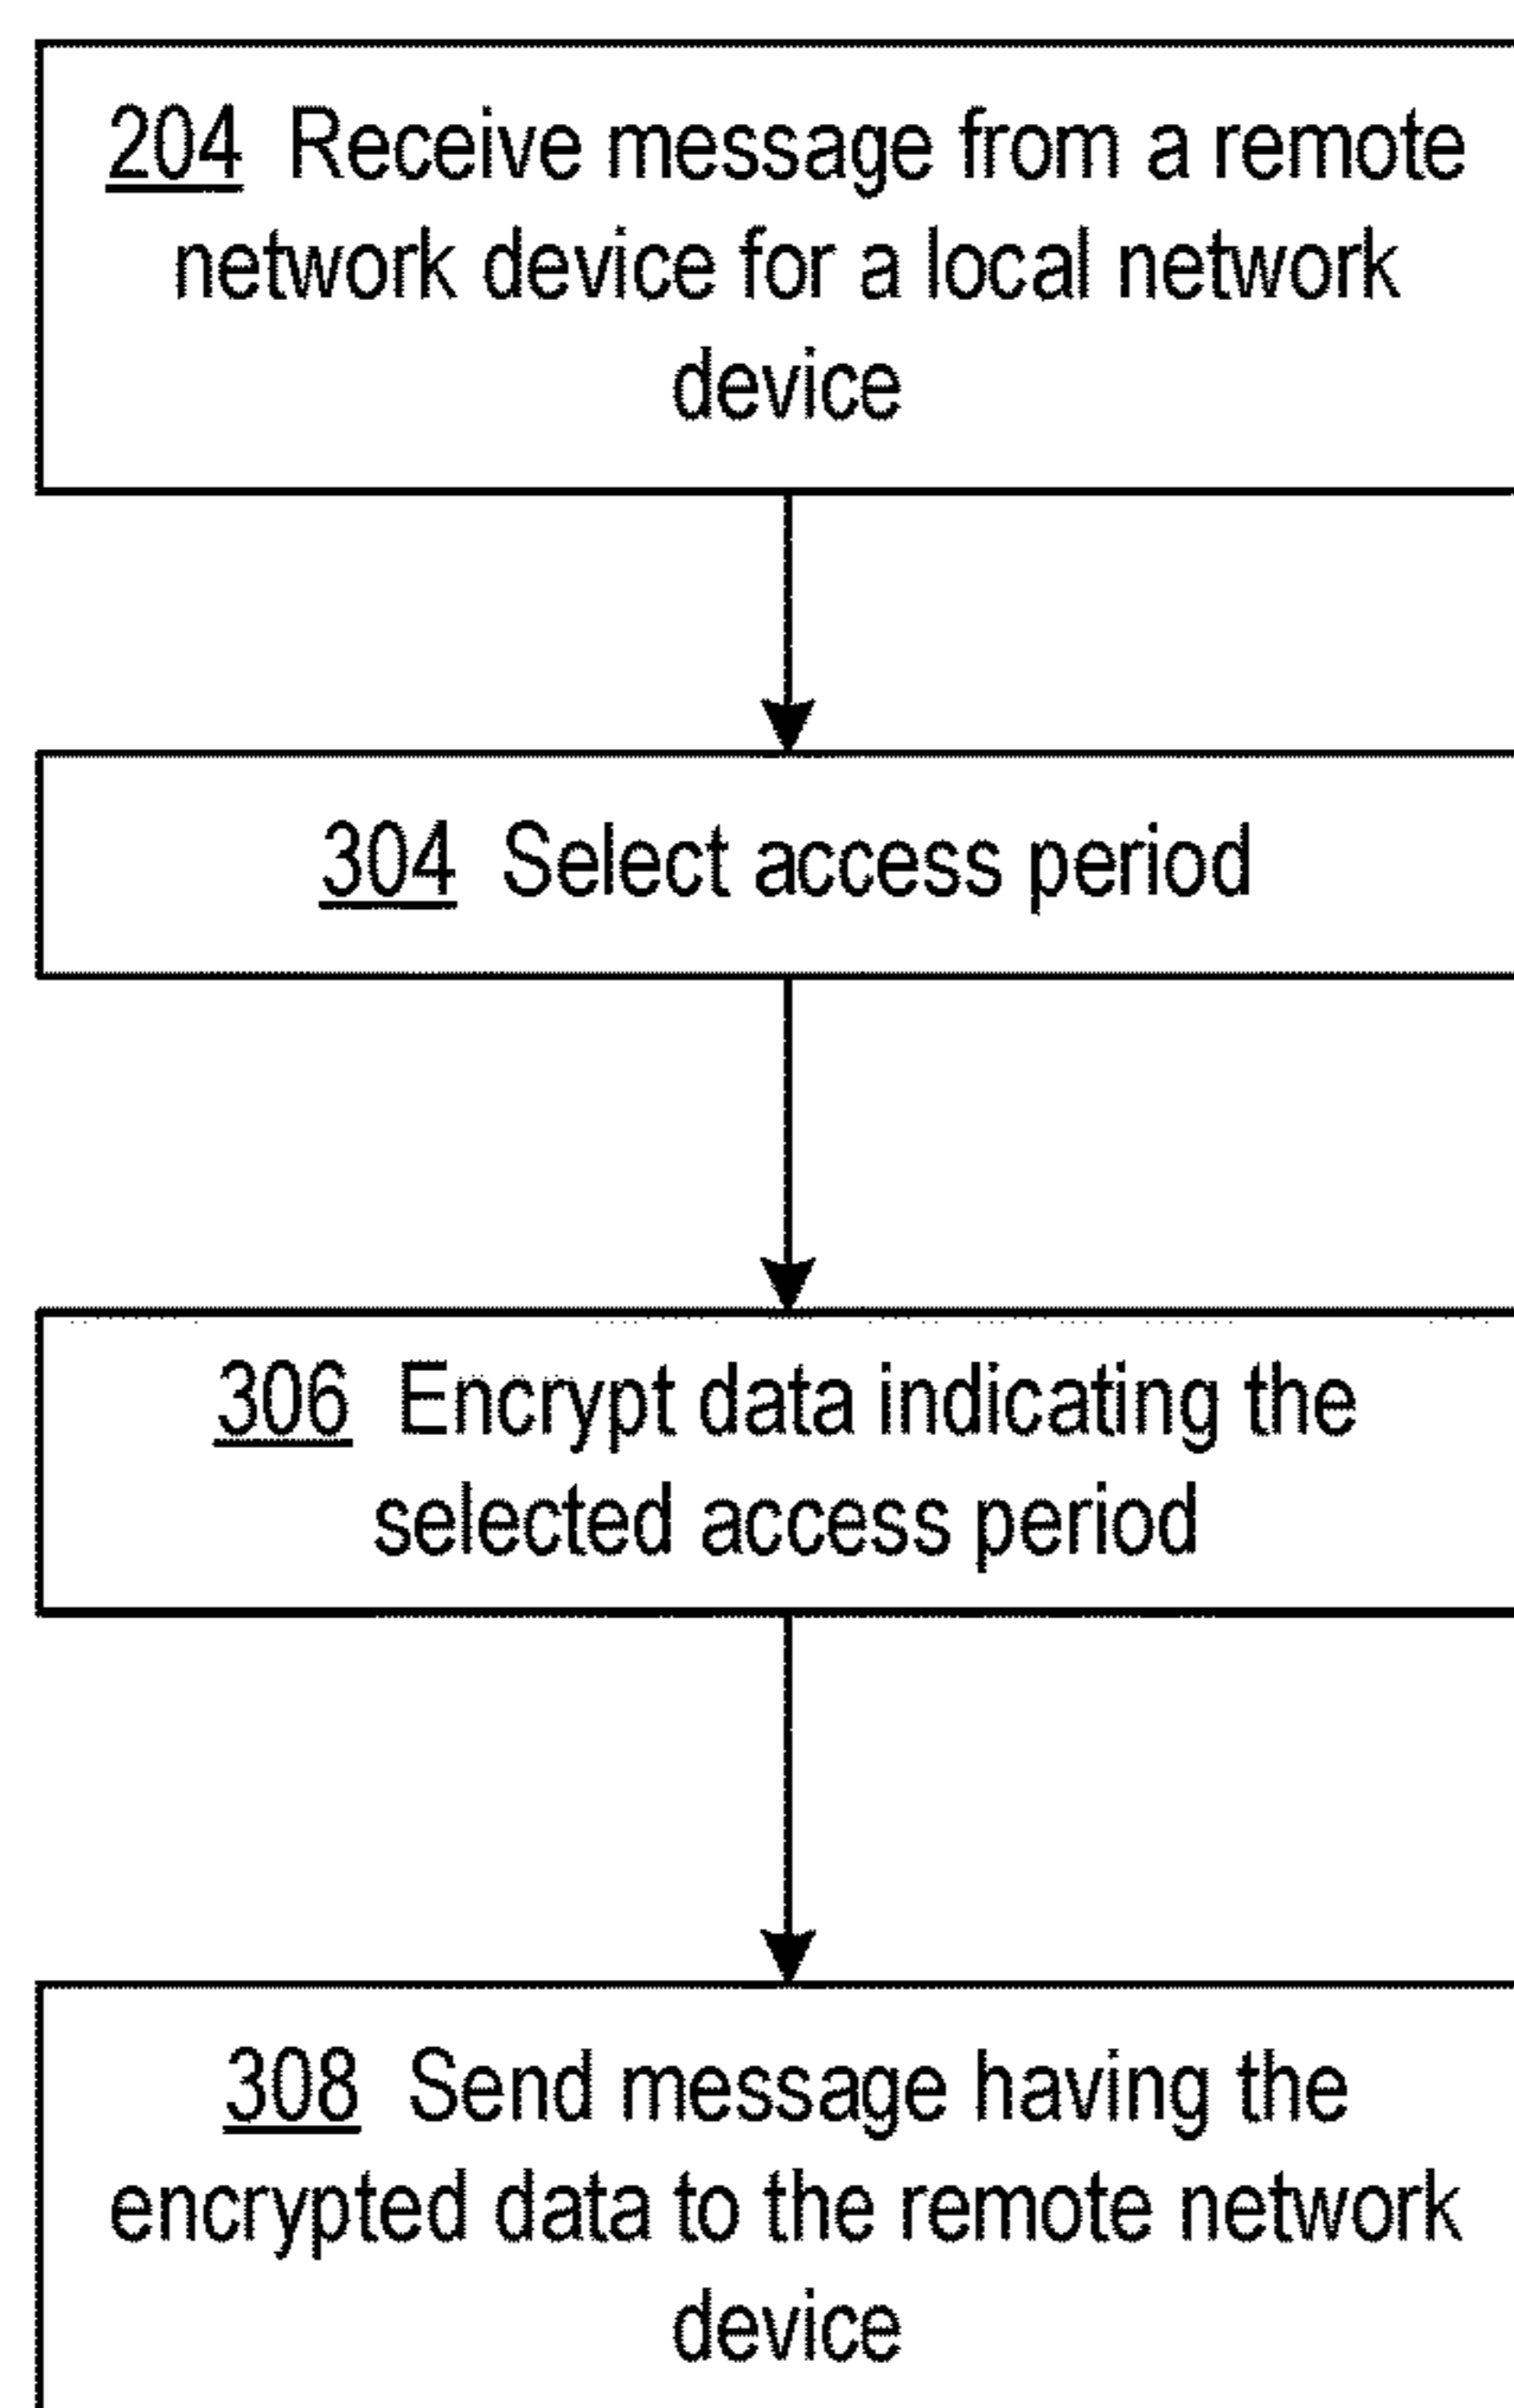 204 Receive message from a remote
network device for a local network
device
304 Select access period
306 Encrypt data indicating the
selected access period
308 Send message having the
encrypted data to the remote network
device